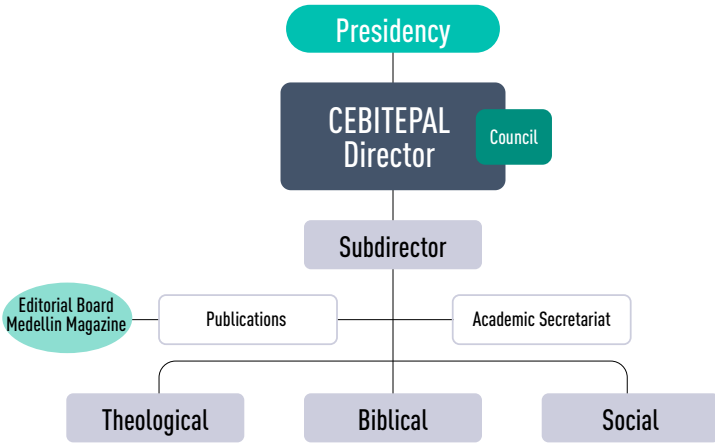 Presidency
CEBITEPAL
Director
Council
Subdirector
Editorial Board
Medellin Magazine
Publications
Academic Secretariat
Theological
Biblical
Social